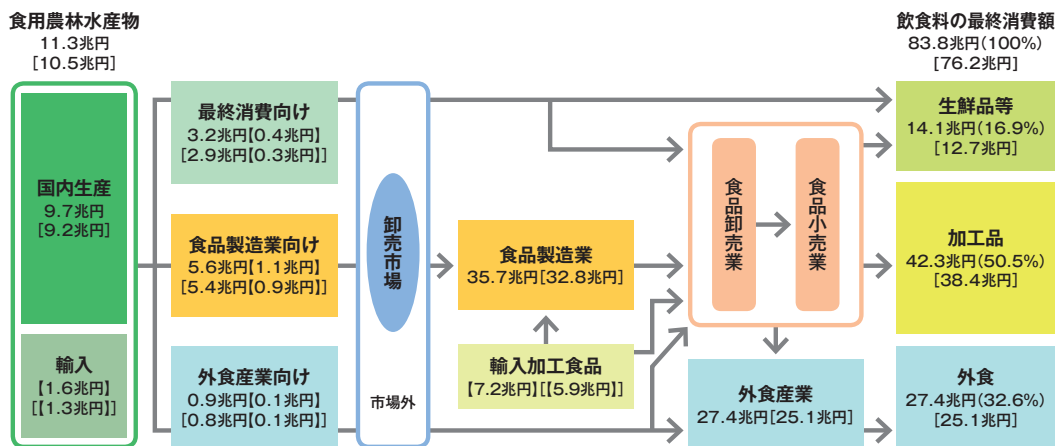 食用農林水産物
11.3兆円
[10.5兆円]
国内生産
9.7兆円
[9.2兆円]
輸入
【1.6兆円】
[【1.3兆円】]
最終消費向け
3.2兆円【0.4兆円】
[2.9兆円【0.3兆円】]
食品製造業向け
5.6兆円【1.1兆円】
[5.4兆円【0.9兆円】]
外食産業向け
0.9兆円【0.1兆円】
[0.8兆円【0.1兆円】]
卸売市場
市場外
食品製造業
35.7兆円[32.8兆円]
輸入加工食品
【7.2兆円】[【5.9兆円】]
食品卸売業
食品小売業
外食産業
27.4兆円[25.1兆円]
飲食料の最終消費額
83.8兆円(100%)
[76.2兆円]
生鮮品等
14.1兆円(16.9%)
[12.7兆円]
加工品
42.3兆円(50.5%)
[38.4兆円]
外食
27.4兆円(32.6%)
[25.1兆円]